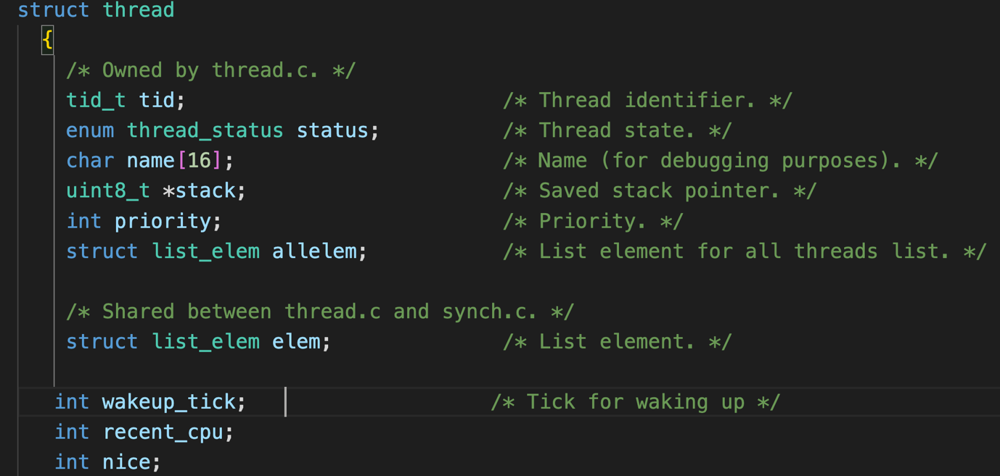 struct thread
{
/* Owned by thread.c. */
tid_t tid; /* Thread identifier. */
enum thread_status status; /* Thread state. */
char name[16]; /* Name (for debugging purposes). */
uint8_t *stack; /* Saved stack pointer. */
int priority; /* Priority. */
struct list_elem allelem; /* List element for all threads list. */
/* Shared between thread.c and synch.c. */
struct list_elem elem; /* List element. */
int wakeup_tick; /* Tick for waking up */
int recent_cpu;
int nice;